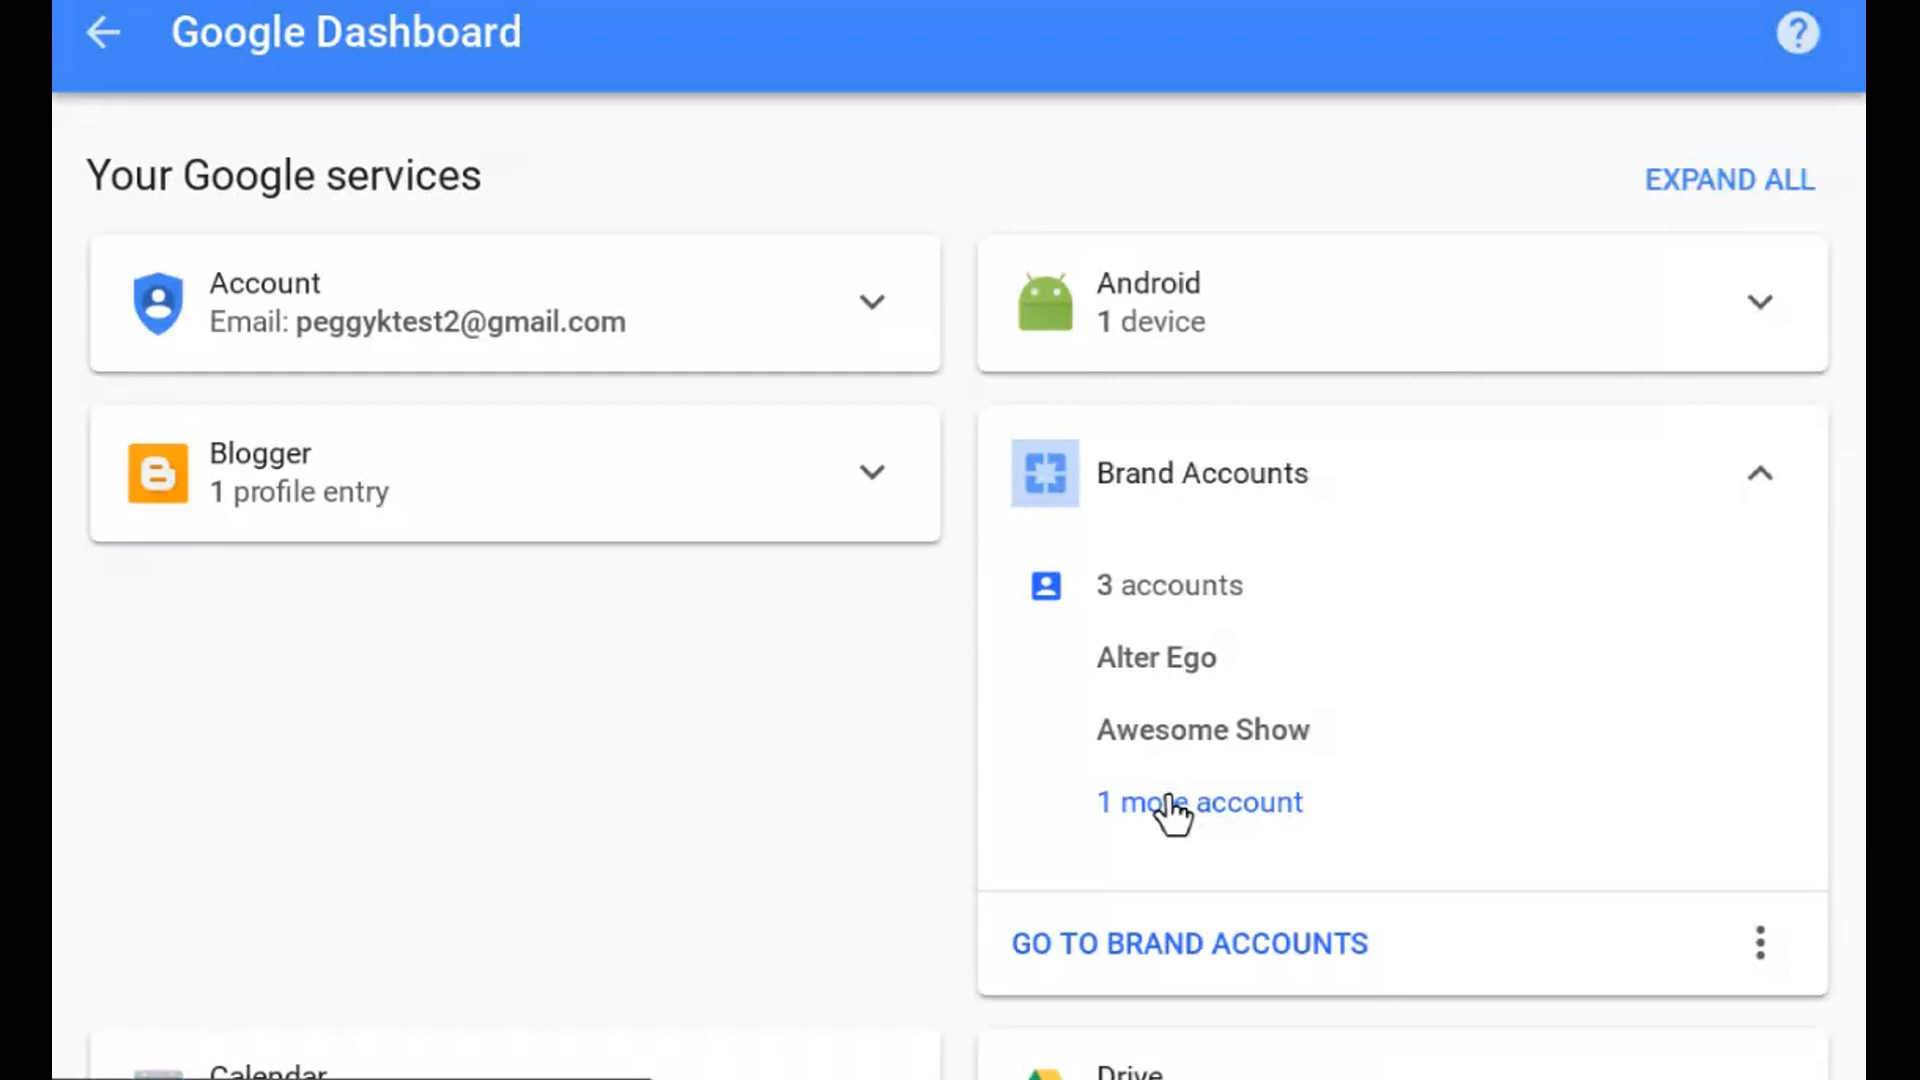 Google Dashboard
Your Google services
EXPAND ALL
Account
Email: peggyktest2@gmail.com
Android
1 device
Blogger
1 profile entry
Brand Accounts
3 accounts
Alter Ego
Awesome Show
1 more account
GO TO BRAND ACCOUNTS
Calendar
Drive